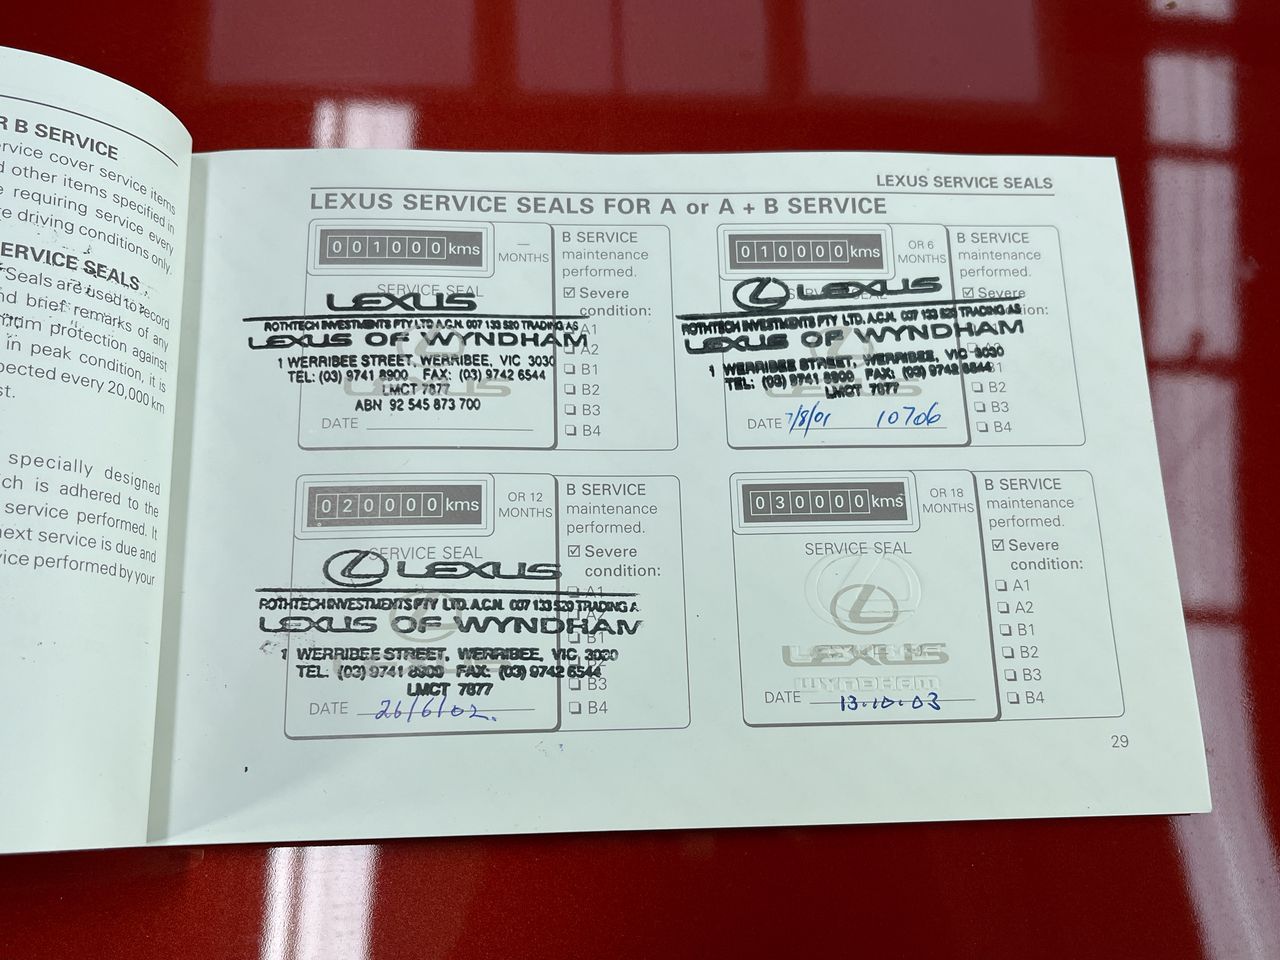 R B SERVICE
rvice cover service items
d other items specified in
e requiring service every
e driving conditions only.
ERVICE SEALS
Seals are used to record
nd brief remarks of any
um protection against
in peak condition, it is
pected every 20,000 km
st.
specially designed
ch is adhered to the
service performed. It
next service is due and
vice performed by your
LEXUS SERVICE SEALS
LEXUS SERVICE SEALS FOR A or A + B SERVICE
001000 kms
— MONTHS
SERVICE SEAL
LEXUS
ROTHTECH INVESTMENTS PTY LTD A.C.N. 007 133 520 TRADING AS
LEXUS OF WYNDHAM
1 WERRIBEE STREET, WERRIBEE, VIC 3030
TEL: (03) 9741 8900 FAX: (03) 9742 6544
LMCT 7877
ABN 92 545 873 700
DATE
B SERVICE
maintenance
performed.
☑ Severe
condition:
A1
A2
❏ B1
❏ B2
❏ B3
❏ B4
010000 kms
OR 6
MONTHS
SERVICE SEAL
LEXUS
ROTHTECH INVESTMENTS PTY LTD A.C.N. 007 133 520 TRADING AS
LEXUS OF WYNDHAM
1 WERRIBEE STREET, WERRIBEE, VIC 3030
TEL: (03) 9741 8900 FAX: (03) 9742 6544
LMCT 7877
DATE 7/8/01 10706
B SERVICE
maintenance
performed.
☑ Severe
condition:
A2
B1
❏ B2
❏ B3
❏ B4
020000 kms
OR 12
MONTHS
SERVICE SEAL
LEXUS
ROTHTECH INVESTMENTS PTY LTD. A.C.N. 007 133 520 TRADING A
LEXUS OF WYNDHAM
1 WERRIBEE STREET, WERRIBEE, VIC, 3030
TEL. (03) 9741 8900 FAX: (03) 9742 6544
LMCT 7877
DATE 26/6/02.
B SERVICE
maintenance
performed.
☑ Severe
condition:
❏ A1
A2
B1
B2
❏ B3
❏ B4
030000 kms
OR 18
MONTHS
SERVICE SEAL
LEXUS
WYNDHAM
DATE 13.10.03
B SERVICE
maintenance
performed.
☑ Severe
condition:
❏ A1
❏ A2
❏ B1
❏ B2
❏ B3
❏ B4
29